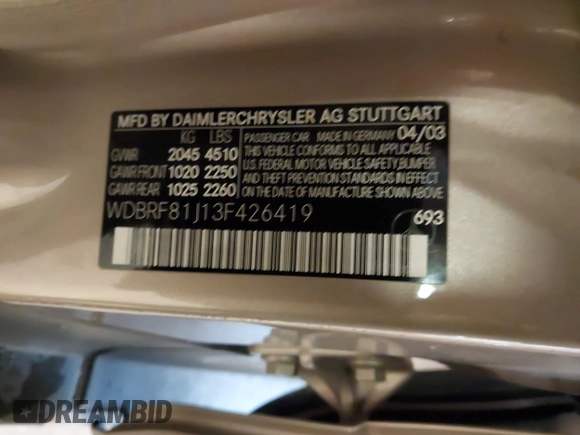 MFD BY DAIMLERCHRYSLER AG STUTTGART
KG LBS
GVWR 2045 4510
GAWR FRONT 1020 2250
GAWR REAR 1025 2260
PASSENGER CAR MADE IN GERMANY 04/03
THIS VEHICLE CONFORMS TO ALL APPLICABLE
U.S. FEDERAL MOTOR VEHICLE SAFETY, BUMPER
AND THEFT PREVENTION STANDARDS IN EFFECT
ON THE DATE OF MANUFACTURE SHOWN ABOVE.
WDBRF81J13F426419
693
DREAMBID